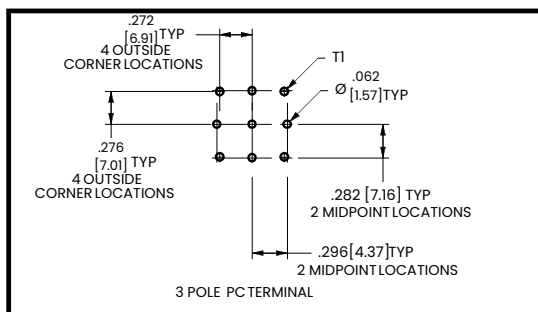 .272
[6.91] TYP
4 OUTSIDE
CORNER LOCATIONS
T1
Ø .062
[1.57] TYP
.276
[7.01] TYP
4 OUTSIDE
CORNER LOCATIONS
.282 [7.16] TYP
2 MIDPOINT LOCATIONS
.296[4.37]TYP
2 MIDPOINT LOCATIONS
3 POLE PC TERMINAL